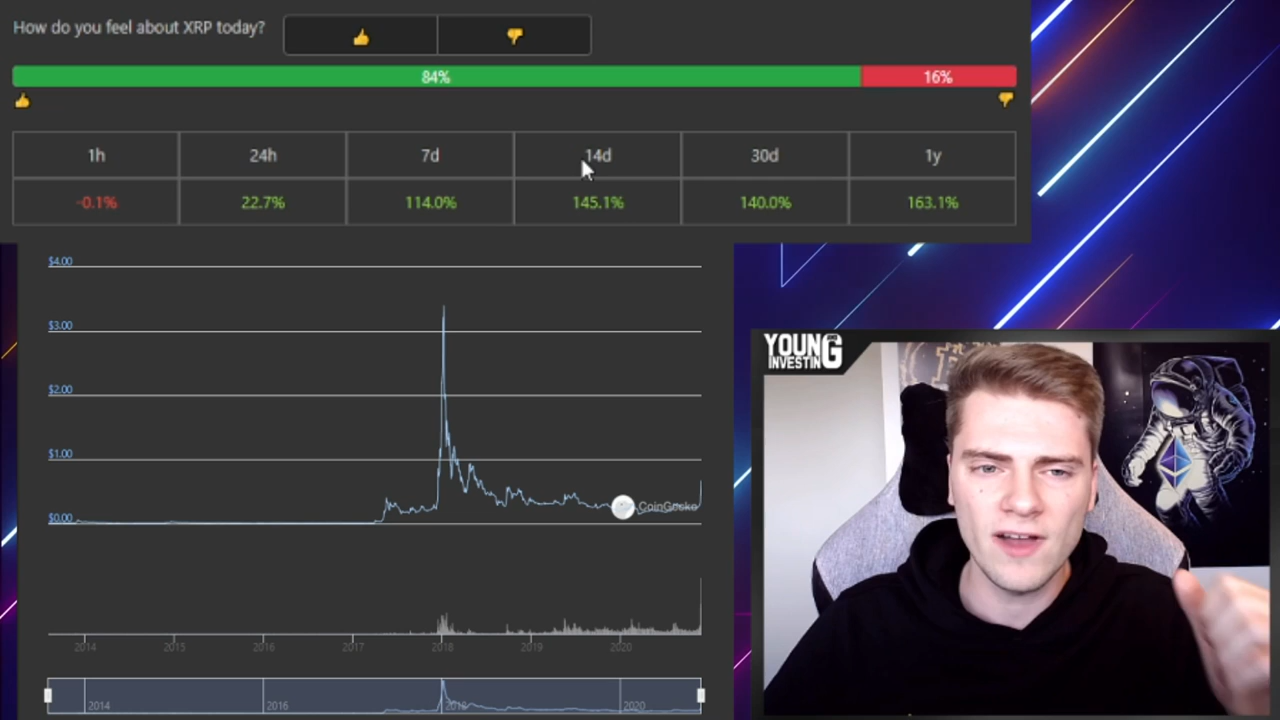 How do you feel about XRP today?
84%
16%
1h 24h 7d 14d 30d 1y
-0.1% 22.7% 114.0% 145.1% 140.0% 163.1%
$4.00
$3.00
$2.00
$1.00
$0.00
CoinGecko
2014 2015 2016 2017 2018 2019 2020
2014 2016 2018 2020
YOUNG
INVESTING